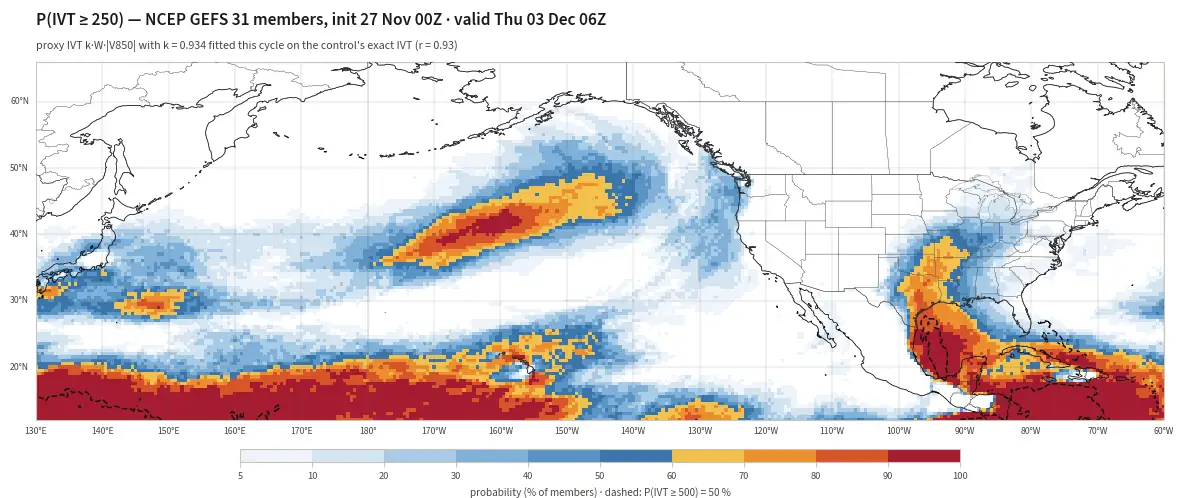 P(IVT ≥ 250) — NCEP GEFS 31 members, init 27 Nov 00Z · valid Thu 03 Dec 06Z
proxy IVT k·W·|V850| with k = 0.934 fitted this cycle on the control's exact IVT (r = 0.93)
60°N
50°N
40°N
30°N
20°N
130°E 140°E 150°E 160°E 170°E 180° 170°W 160°W 150°W 140°W 130°W 120°W 110°W 100°W 90°W 80°W 70°W 60°W
5 10 20 30 40 50 60 70 80 90 100
probability (% of members) · dashed: P(IVT ≥ 500) = 50 %